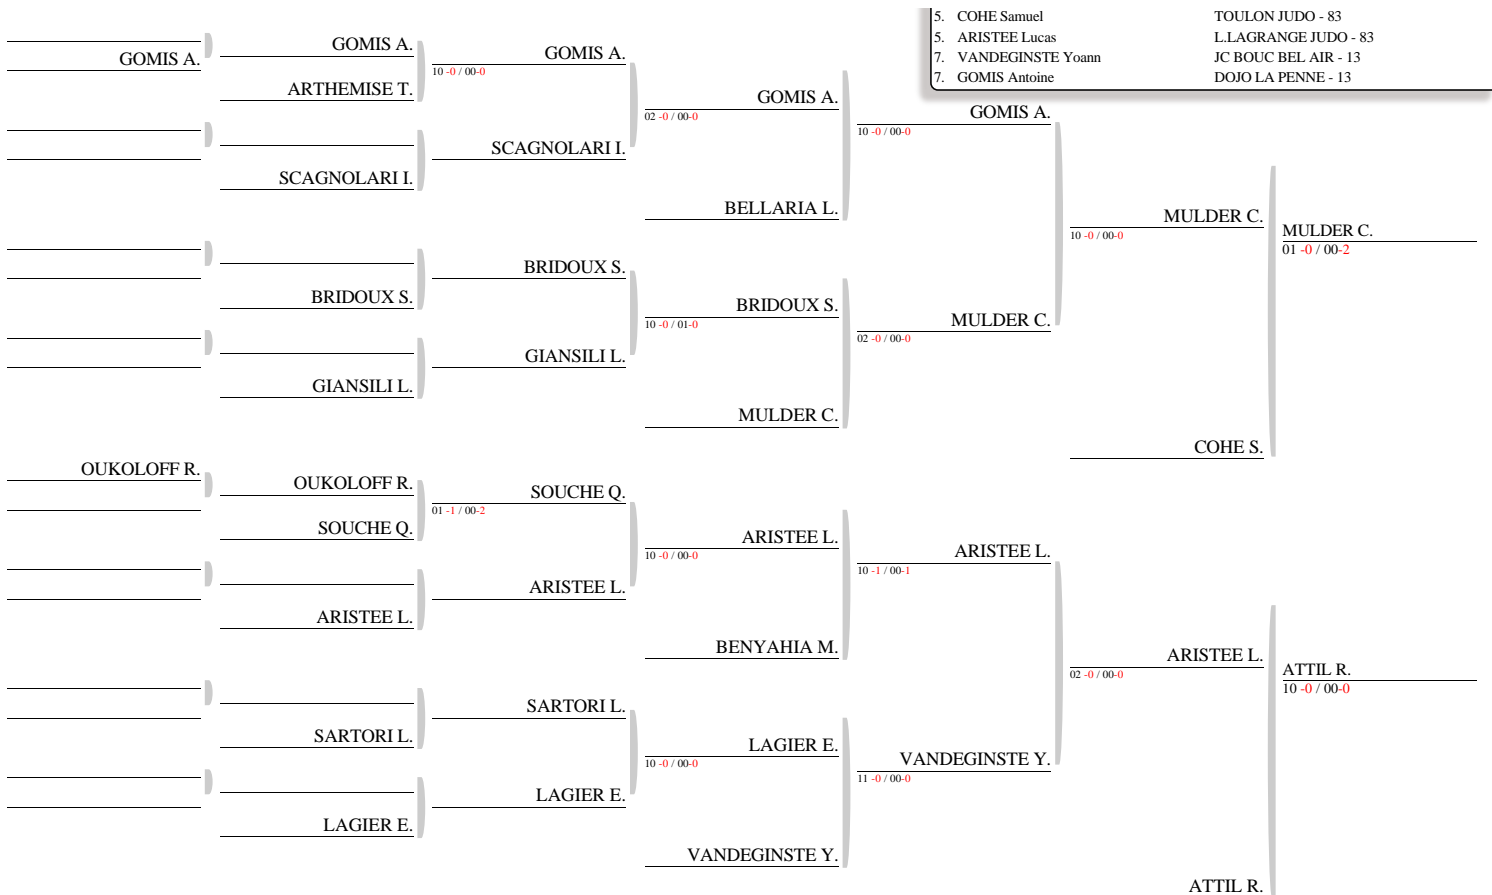 5. COHE Samuel TOULON JUDO - 83
5. ARISTEE Lucas L.LAGRANGE JUDO - 83
7. VANDEGINSTE Yoann JC BOUC BEL AIR - 13
7. GOMIS Antoine DOJO LA PENNE - 13
GOMIS A.
OUKOLOFF R.
GOMIS A.
ARTHEMISE T.
SCAGNOLARI I.
BRIDOUX S.
GIANSILI L.
OUKOLOFF R.
SOUCHE Q.
ARISTEE L.
SARTORI L.
LAGIER E.
GOMIS A.
10 -0 / 00-0
SCAGNOLARI I.
BRIDOUX S.
GIANSILI L.
SOUCHE Q.
01 -1 / 00-2
ARISTEE L.
SARTORI L.
LAGIER E.
GOMIS A.
02 -0 / 00-0
BELLARIA L.
BRIDOUX S.
10 -0 / 01-0
MULDER C.
ARISTEE L.
10 -0 / 00-0
BENYAHIA M.
LAGIER E.
10 -0 / 00-0
VANDEGINSTE Y.
GOMIS A.
10 -0 / 00-0
MULDER C.
02 -0 / 00-0
ARISTEE L.
10 -1 / 00-1
VANDEGINSTE Y.
11 -0 / 00-0
MULDER C.
10 -0 / 00-0
COHE S.
ARISTEE L.
02 -0 / 00-0
ATTIL R.
MULDER C.
01 -0 / 00-2
ATTIL R.
10 -0 / 00-0